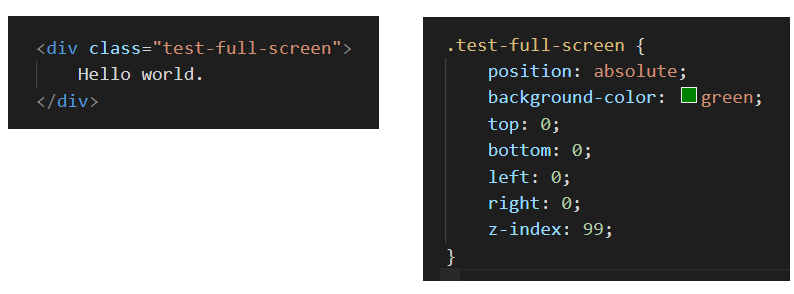 <div class="test-full-screen">
    Hello world.
</div>
.test-full-screen {
    position: absolute;
    background-color: green;
    top: 0;
    bottom: 0;
    left: 0;
    right: 0;
    z-index: 99;
}